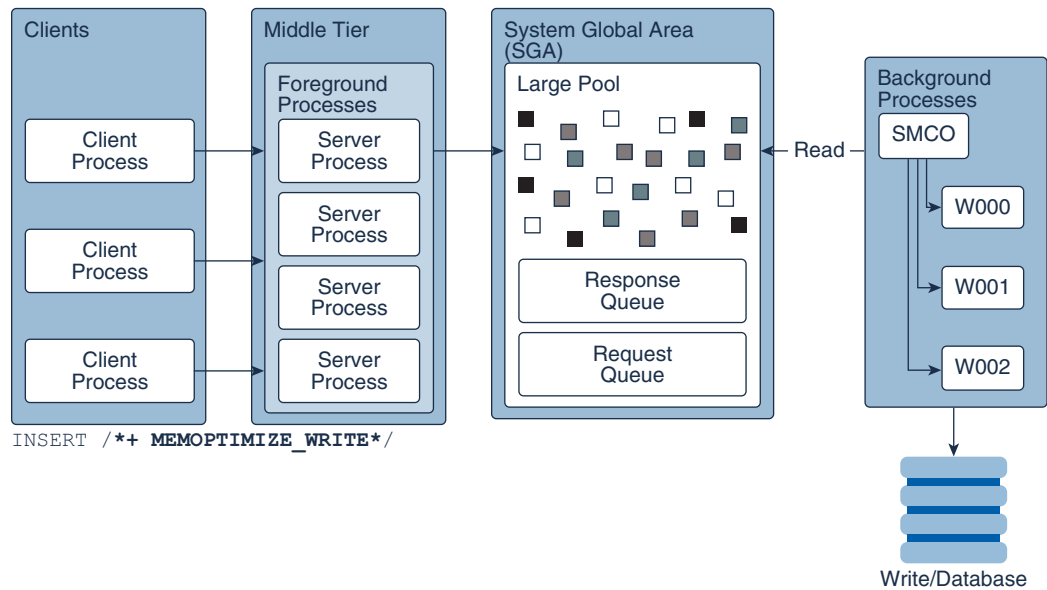 Clients
Client
Process
Client
Process
Client
Process
INSERT /*+ MEMOPTIMIZE_WRITE*/
Middle Tier
Foreground
Processes
Server
Process
Server
Process
Server
Process
Server
Process
System Global Area
(SGA)
Large Pool
Response
Queue
Request
Queue
Read
Background
Processes
SMCO
W000
W001
W002
Write/Database